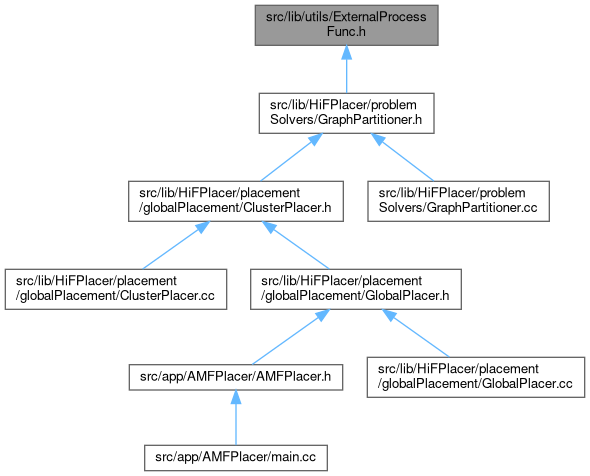 src/lib/utils/ExternalProcess
Func.h
src/lib/HiFPlacer/problem
Solvers/GraphPartitioner.h
src/lib/HiFPlacer/placement
/globalPlacement/ClusterPlacer.h
src/lib/HiFPlacer/problem
Solvers/GraphPartitioner.cc
src/lib/HiFPlacer/placement
/globalPlacement/ClusterPlacer.cc
src/lib/HiFPlacer/placement
/globalPlacement/GlobalPlacer.h
src/app/AMFPlacer/AMFPlacer.h
src/lib/HiFPlacer/placement
/globalPlacement/GlobalPlacer.cc
src/app/AMFPlacer/main.cc